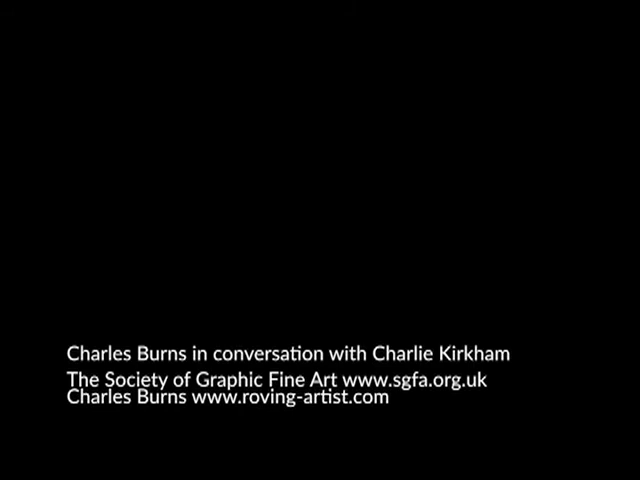 Charles Burns in conversation with Charlie Kirkham
The Society of Graphic Fine Art www.sgfa.org.uk
Charles Burns www.roving-artist.com